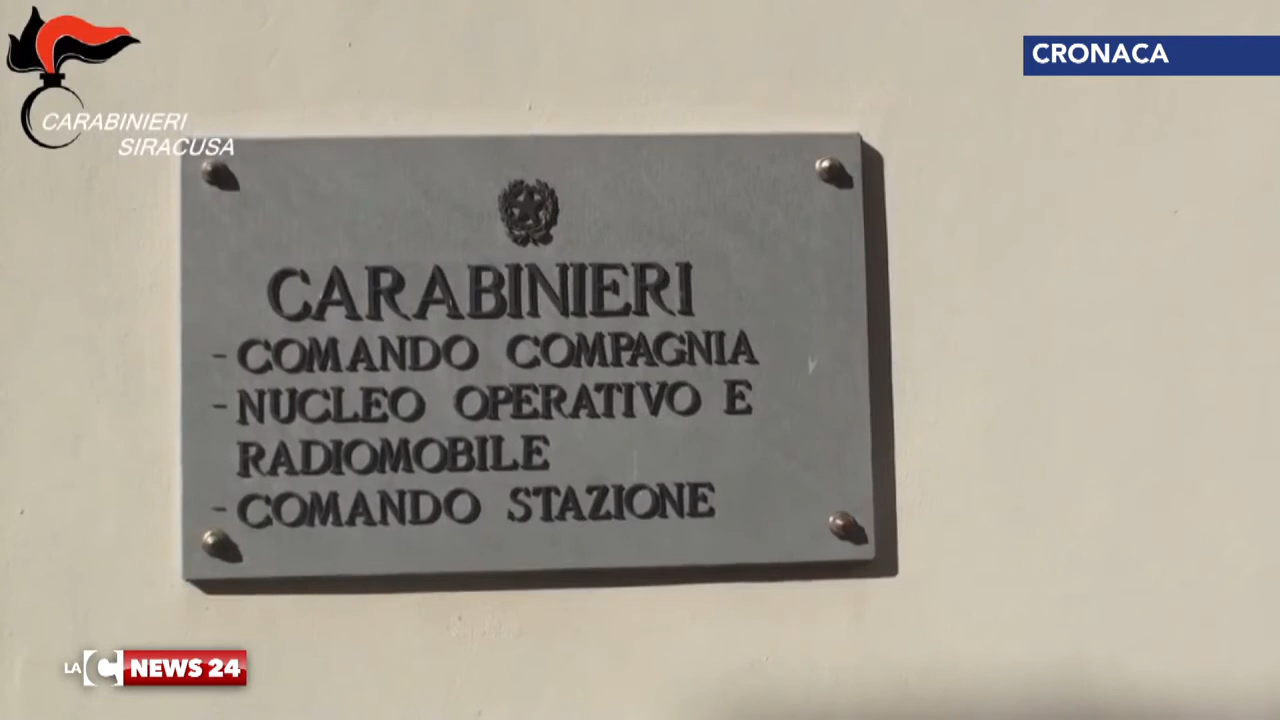 CARABINIERI
SIRACUSA
CRONACA
CARABINIERI
- COMANDO COMPAGNIA
- NUCLEO OPERATIVO E
RADIOMOBILE
- COMANDO STAZIONE
LA C NEWS 24